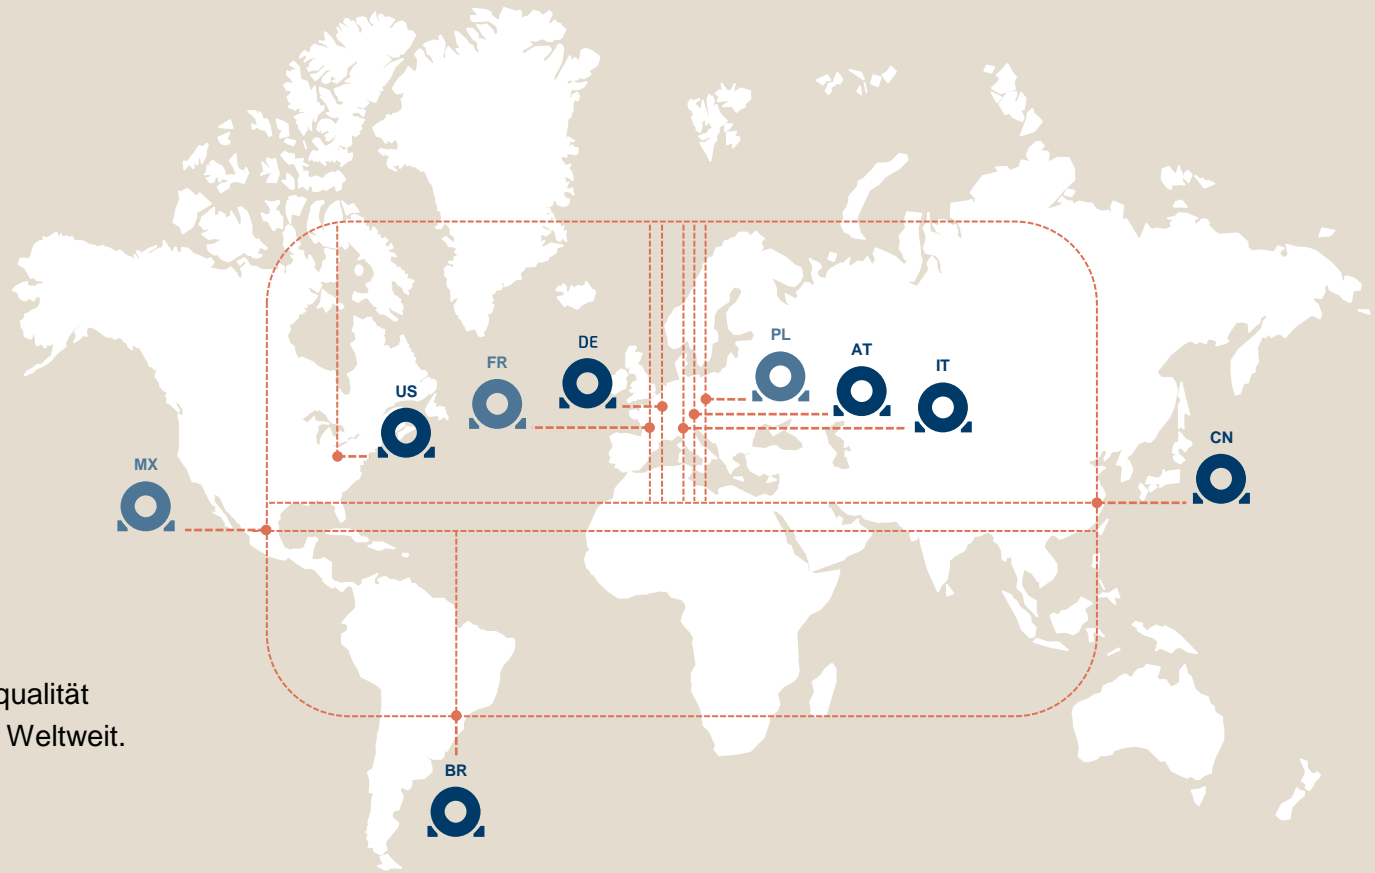 DE
PL
AT
FR
IT
US
CN
MX
qualität
Weltweit.
BR